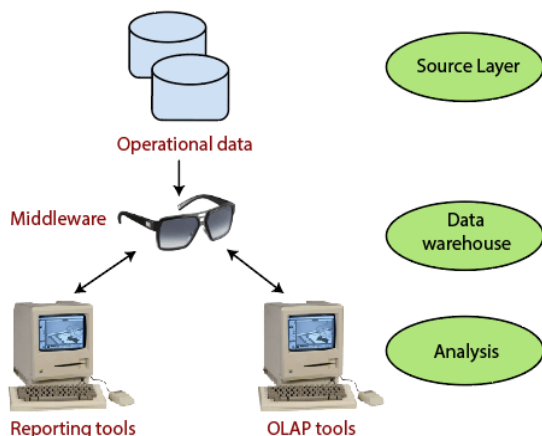 Source Layer
Operational data
Middleware
Data
warehouse
Analysis
Reporting tools
OLAP tools